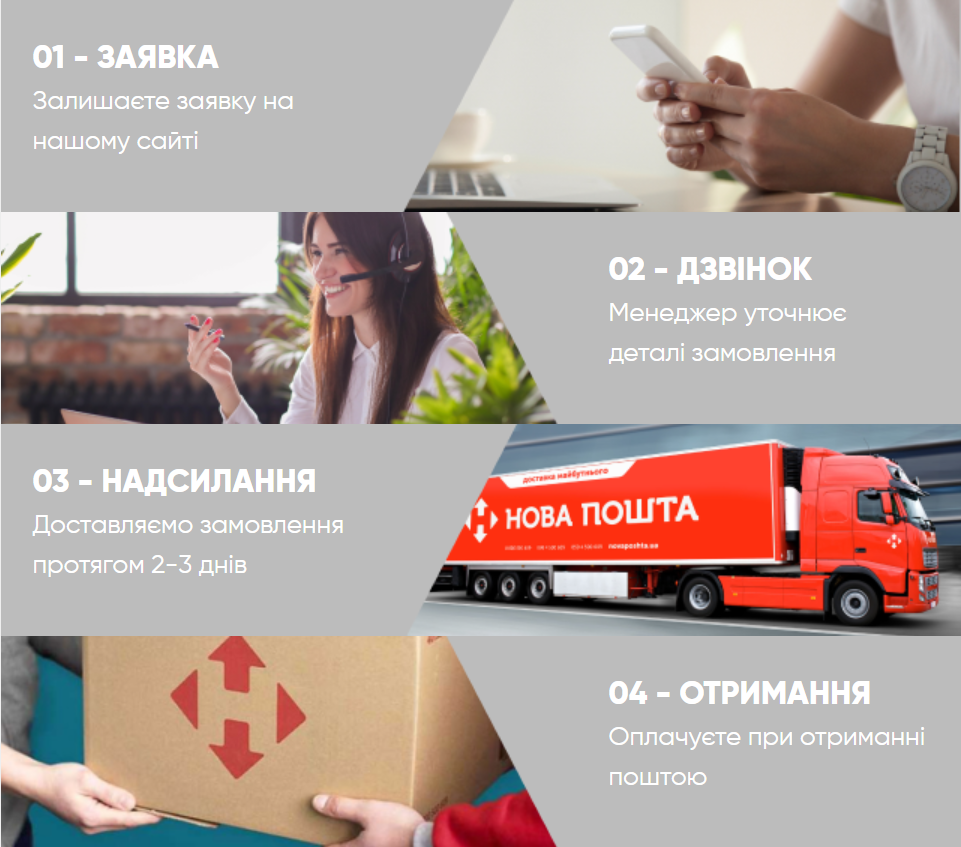 01 - ЗАЯВКА
Залишаєте заявку на
нашому сайті
02 - ДЗВІНОК
Менеджер уточнює
деталі замовлення
03 - НАДСИЛАННЯ
Доставляємо замовлення
протягом 2-3 днів
доставка майбутнього
НОВА ПОШТА
novaposhta.ua
04 - ОТРИМАННЯ
Оплачуєте при отриманні
поштою